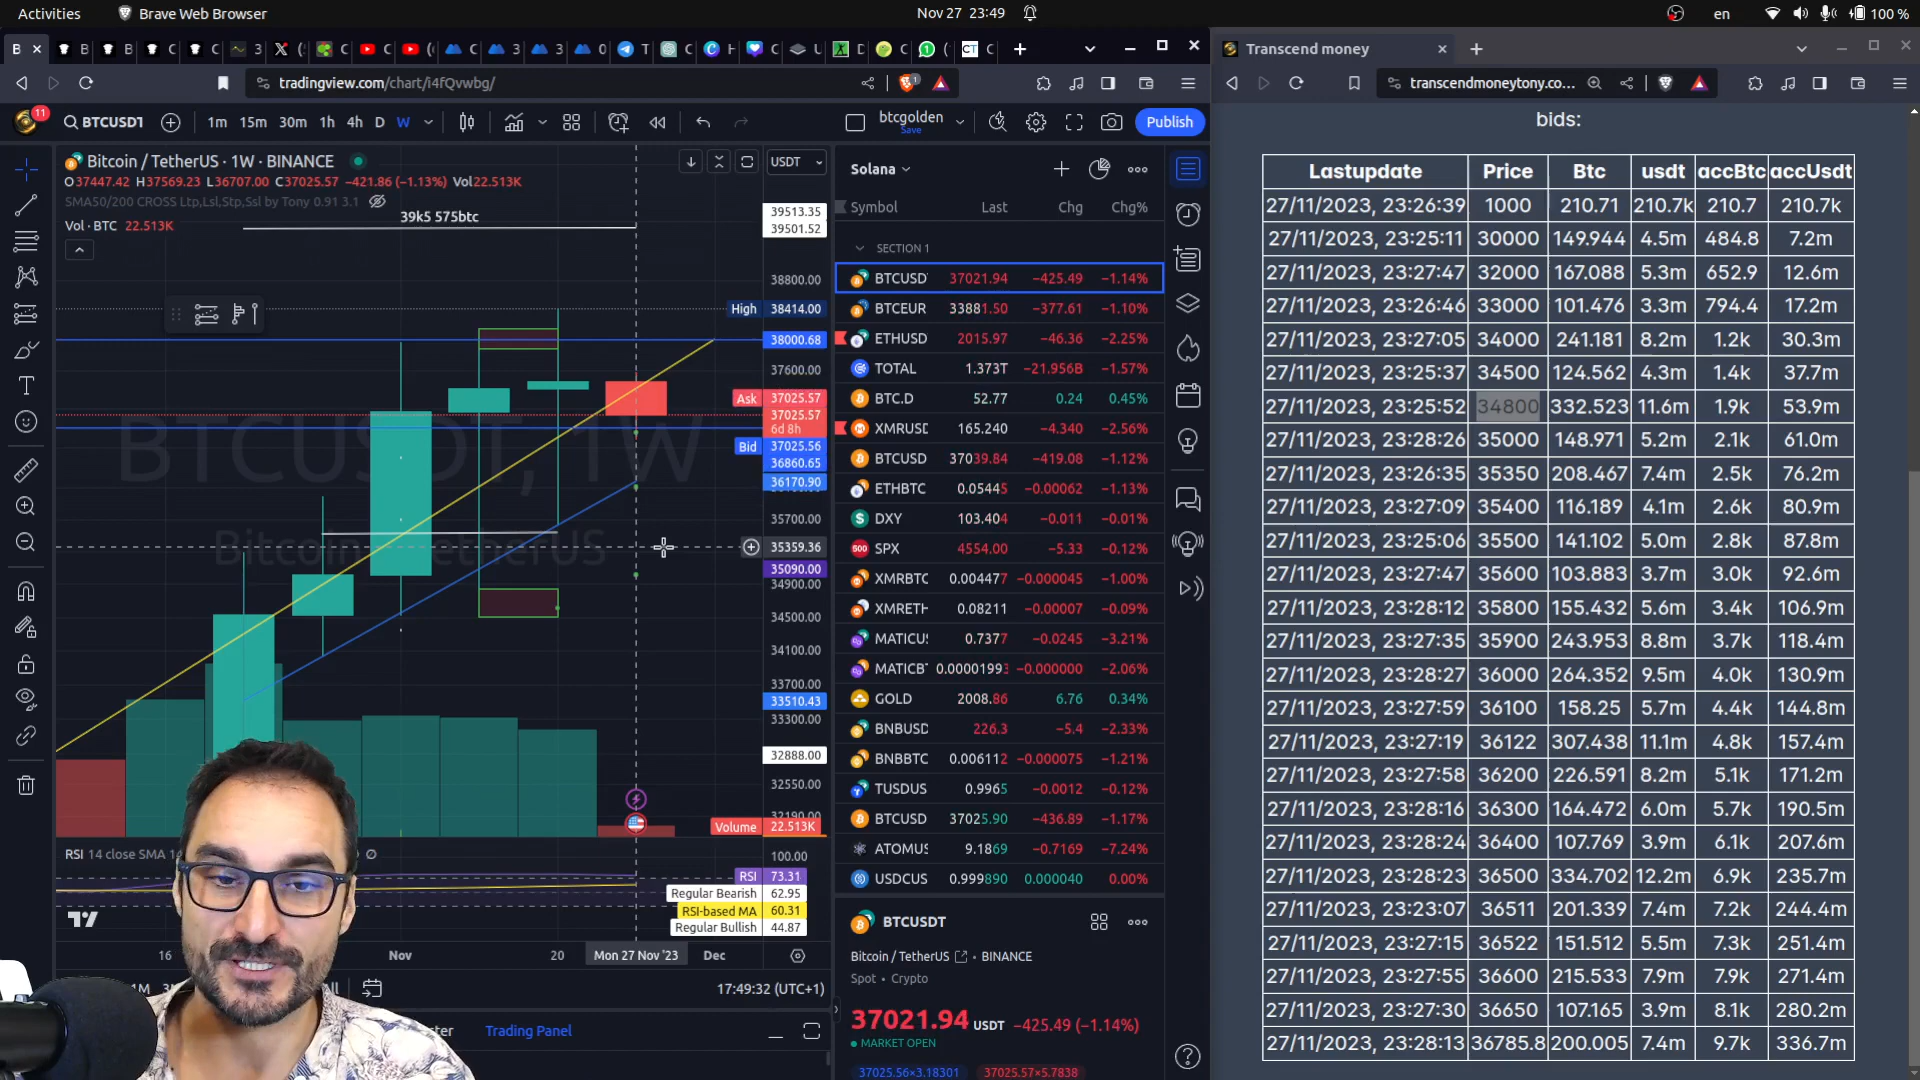 Activities
Brave Web Browser
Nov 27 23:49
en
100 %
Transcend money
tradingview.com/chart/i4fQvwbg/
transcendmoneytony.co...
11
BTCUSDT
1m 15m 30m 1h 4h D W
btcgolden
Save
Publish
Bitcoin / TetherUS · 1W · BINANCE
O37447.42 H37569.23 L36707.00 C37025.57 −421.86 (−1.13%) Vol22.513K
SMA50/200 CROSS Ltp,Lsl,Stp,Ssl by Tony 0.91 3.1
Vol · BTC 22.513K
39k5 575btc
USDT
39513.35
39501.52
38800.00
High 38414.00
38000.68
37600.00
Ask 37025.57
37025.57
6d 8h
Bid 37025.56
36860.65
36170.90
35700.00
35359.36
35090.00
34900.00
34500.00
34100.00
33700.00
33510.43
33300.00
32888.00
32550.00
32190.00
Volume 22.513K
BTCUSDT, 1W
Bitcoin / TetherUS
RSI 14 close SMA 14
100.00
RSI 73.31
Regular Bearish 62.95
RSI-based MA 60.31
Regular Bullish 44.87
16 Nov 20 Mon 27 Nov '23 Dec
17:49:32 (UTC+1)
Trading Panel
Solana
Symbol Last Chg Chg%
SECTION 1
BTCUSD 37021.94 −425.49 −1.14%
BTCEUR 33881.50 −377.61 −1.10%
ETHUSD 2015.97 −46.36 −2.25%
TOTAL 1.373T −21.956B −1.57%
BTC.D 52.77 0.24 0.45%
XMRUSD 165.240 −4.340 −2.56%
BTCUSD 37039.84 −419.08 −1.12%
ETHBTC 0.05445 −0.00062 −1.13%
DXY 103.404 −0.011 −0.01%
SPX 4554.00 −5.33 −0.12%
XMRBTC 0.004477 −0.000045 −1.00%
XMRETH 0.08211 −0.00007 −0.09%
MATICUS 0.7377 −0.0245 −3.21%
MATICBT 0.00001993 −0.000000 −2.06%
GOLD 2008.86 6.76 0.34%
BNBUSD 226.3 −5.4 −2.33%
BNBBTC 0.006112 −0.000075 −1.21%
TUSDUS 0.9965 −0.0012 −0.12%
BTCUSD 37025.90 −436.89 −1.17%
ATOMUS 9.1869 −0.7169 −7.24%
USDCUS 0.999890 0.000040 0.00%
BTCUSDT
Bitcoin / TetherUS · BINANCE
Spot · Crypto
37021.94 USDT −425.49 (−1.14%)
MARKET OPEN
37025.56×3.18301 37025.57×5.7838
bids:
Lastupdate Price Btc usdt accBtc accUsdt
27/11/2023, 23:26:39 1000 210.71 210.7k 210.7 210.7k
27/11/2023, 23:25:11 30000 149.944 4.5m 484.8 7.2m
27/11/2023, 23:27:47 32000 167.088 5.3m 652.9 12.6m
27/11/2023, 23:26:46 33000 101.476 3.3m 794.4 17.2m
27/11/2023, 23:27:05 34000 241.181 8.2m 1.2k 30.3m
27/11/2023, 23:25:37 34500 124.562 4.3m 1.4k 37.7m
27/11/2023, 23:25:52 34800 332.523 11.6m 1.9k 53.9m
27/11/2023, 23:28:26 35000 148.971 5.2m 2.1k 61.0m
27/11/2023, 23:26:35 35350 208.467 7.4m 2.5k 76.2m
27/11/2023, 23:27:09 35400 116.189 4.1m 2.6k 80.9m
27/11/2023, 23:25:06 35500 141.102 5.0m 2.8k 87.8m
27/11/2023, 23:27:47 35600 103.883 3.7m 3.0k 92.6m
27/11/2023, 23:28:12 35800 155.432 5.6m 3.4k 106.9m
27/11/2023, 23:27:35 35900 243.953 8.8m 3.7k 118.4m
27/11/2023, 23:28:27 36000 264.352 9.5m 4.0k 130.9m
27/11/2023, 23:27:59 36100 158.25 5.7m 4.4k 144.8m
27/11/2023, 23:27:19 36122 307.438 11.1m 4.8k 157.4m
27/11/2023, 23:27:58 36200 226.591 8.2m 5.1k 171.2m
27/11/2023, 23:28:16 36300 164.472 6.0m 5.7k 190.5m
27/11/2023, 23:28:24 36400 107.769 3.9m 6.1k 207.6m
27/11/2023, 23:28:23 36500 334.702 12.2m 6.9k 235.7m
27/11/2023, 23:23:07 36511 201.339 7.4m 7.2k 244.4m
27/11/2023, 23:27:15 36522 151.512 5.5m 7.3k 251.4m
27/11/2023, 23:27:55 36600 215.533 7.9m 7.9k 271.4m
27/11/2023, 23:27:30 36650 107.165 3.9m 8.1k 280.2m
27/11/2023, 23:28:13 36785.8 200.005 7.4m 9.7k 336.7m